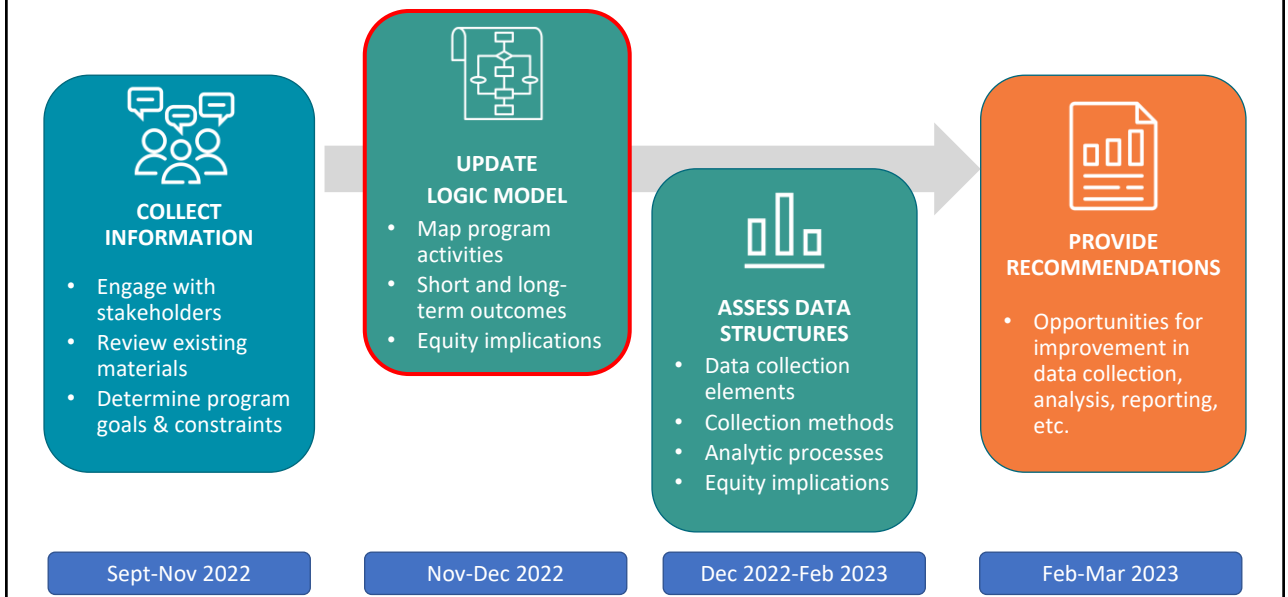 COLLECT
INFORMATION
• Engage with
stakeholders
• Review existing
materials
• Determine program
goals & constraints
UPDATE
LOGIC MODEL
• Map program
activities
• Short and long-
term outcomes
• Equity implications
ASSESS DATA
STRUCTURES
• Data collection
elements
• Collection methods
• Analytic processes
• Equity implications
PROVIDE
RECOMMENDATIONS
• Opportunities for
improvement in
data collection,
analysis, reporting,
etc.
Sept-Nov 2022
Nov-Dec 2022
Dec 2022-Feb 2023
Feb-Mar 2023